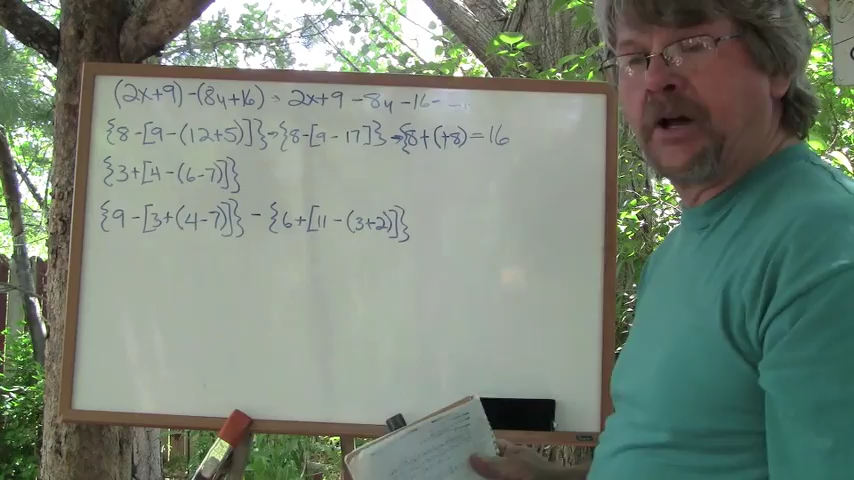 (2x+9)-(8y+16) → 2x+9-8y-16-
{8-[9-(12+5)]}→{8-[9-17]}→{8+(+8)=16
{3+[4-(6-7)]}
{9-[3+(4-7)]} - {6+[11-(3+2)]}